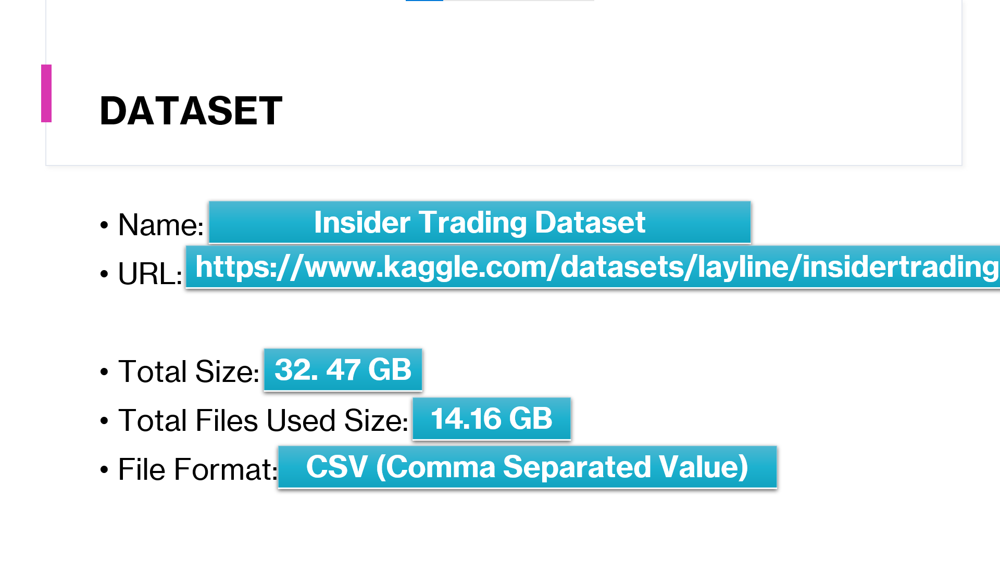 DATASET
• Name: Insider Trading Dataset
• URL: https://www.kaggle.com/datasets/layline/insidertrading
• Total Size: 32. 47 GB
• Total Files Used Size: 14.16 GB
• File Format: CSV (Comma Separated Value)